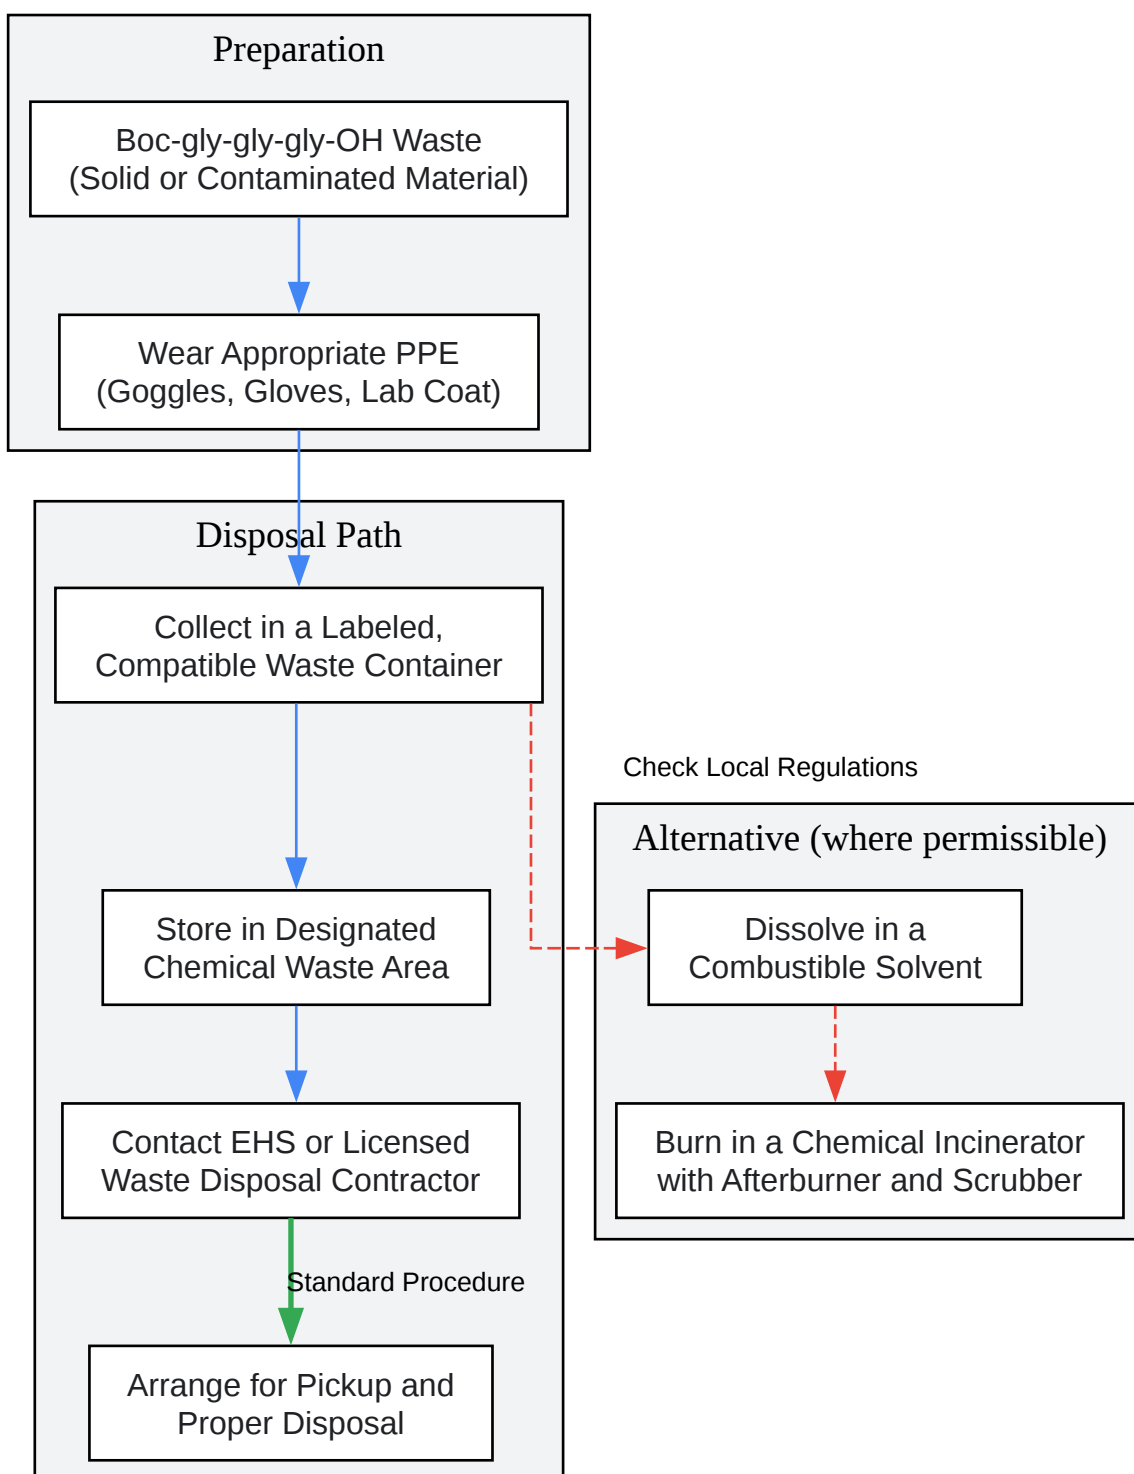 Preparation
Boc-gly-gly-gly-OH Waste
(Solid or Contaminated Material)
Wear Appropriate PPE
(Goggles, Gloves, Lab Coat)
Disposal Path
Collect in a Labeled,
Compatible Waste Container
Check Local Regulations
Alternative (where permissible)
Store in Designated
Chemical Waste Area
Dissolve in a
Combustible Solvent
Contact EHS or Licensed
Waste Disposal Contractor
Burn in a Chemical Incinerator
with Afterburner and Scrubber
Standard Procedure
Arrange for Pickup and
Proper Disposal